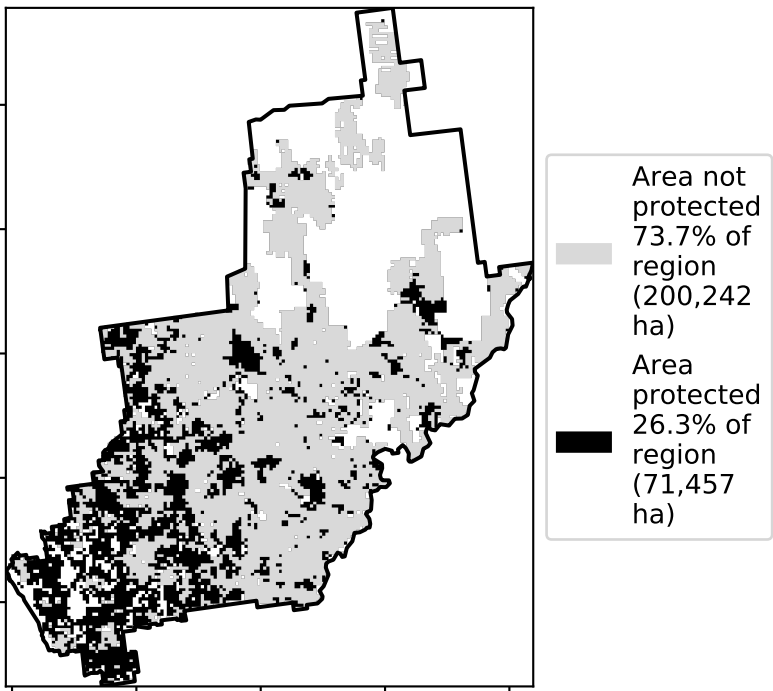 Area not
protected
73.7% of
region
(200,242
ha)
Area
protected
26.3% of
region
(71,457
ha)